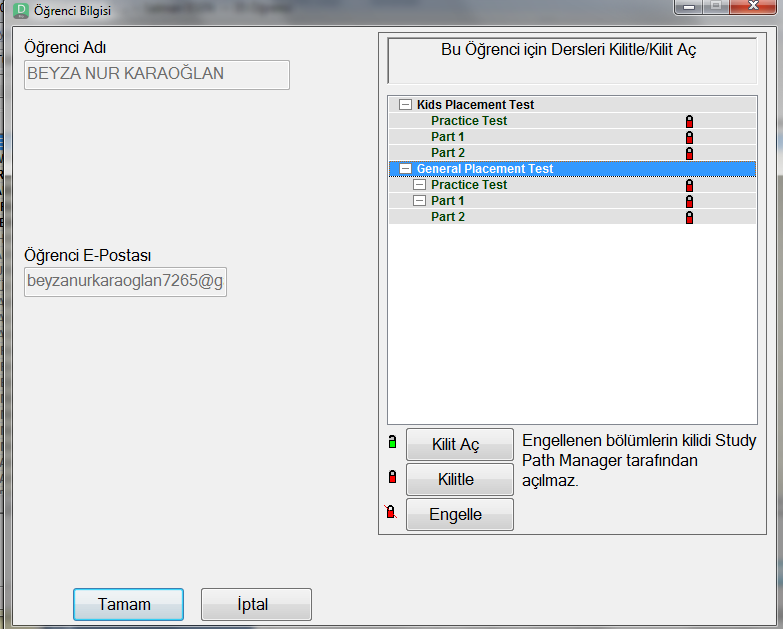 Öğrenci Bilgisi
Öğrenci Adı
BEYZA NUR KARAOĞLAN
Öğrenci E-Postası
beyzanurkaraoglan7265@g
Bu Öğrenci için Dersleri Kilitle/Kilit Aç
Kids Placement Test
Practice Test
Part 1
Part 2
General Placement Test
Practice Test
Part 1
Part 2
Kilit Aç
Kilitle
Engelle
Engellenen bölümlerin kilidi Study
Path Manager tarafından
açılmaz.
Tamam
İptal